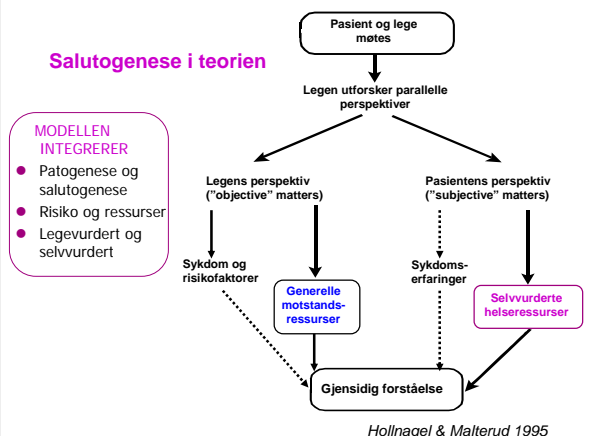 Pasient og lege
møtes
Salutogenese i teorien
Legen utforsker parallelle
perspektiver
MODELLEN
INTEGRERER
Patogenese og
salutogenese
Risiko og ressurser
Legevurdert og
selvvurdert
Legens perspektiv
("objective" matters)
Pasientens perspektiv
("subjective" matters)
Sykdom og
risikofaktorer
Generelle
motstands-
ressurser
Sykdoms-
erfaringer
Selvvurderte
helseressurser
Gjensidig forståelse
Hollnagel & Malterud 1995